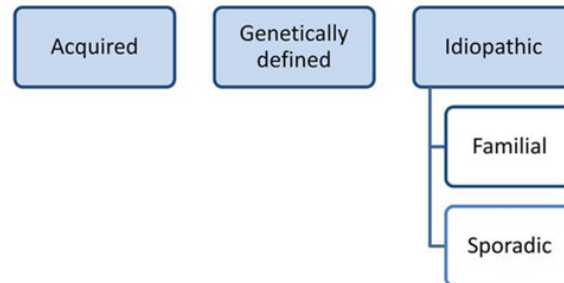 Acquired
Genetically
defined
Idiopathic
Familial
Sporadic